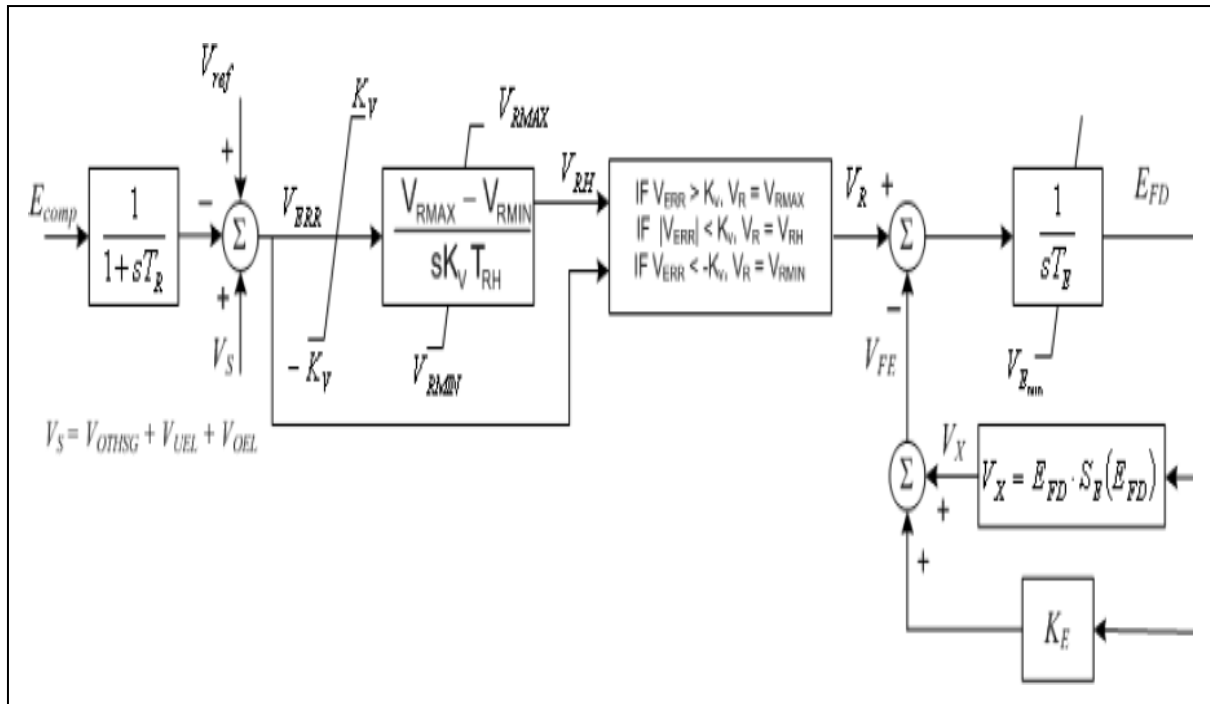 V_ref
K_V
V_RMAX
+
E_comp
1
1+sT_R
−
Σ
+
V_ERR
V_RMAX − V_RMIN
sK_V T_RH
V_RH
IF V_ERR > K_V, V_R = V_RMAX
IF |V_ERR| < K_V, V_R = V_RH
IF V_ERR < -K_V, V_R = V_RMIN
V_R
+
Σ
−
1
sT_E
E_FD
V_S
− K_V
V_RMIN
V_FE
V_Emin
V_S = V_OTHSG + V_UEL + V_OEL
Σ
V_X
+
V_X = E_FD · S_E(E_FD)
+
K_E